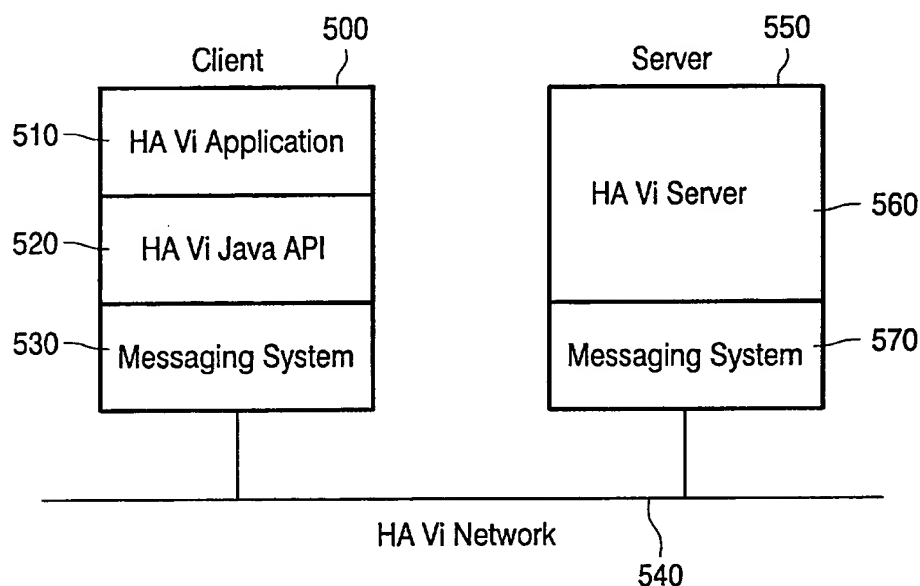 500
Client
550
Server
510
HA Vi Application
HA Vi Server
560
520
HA Vi Java API
530
Messaging System
Messaging System
570
HA Vi Network
540